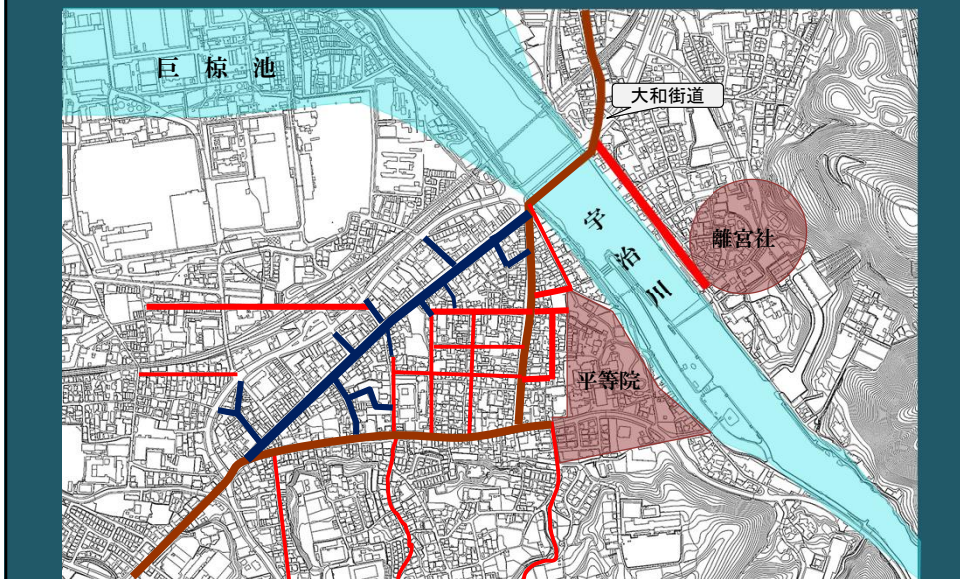 巨椋池
大和街道
宇治川
離宮社
平等院